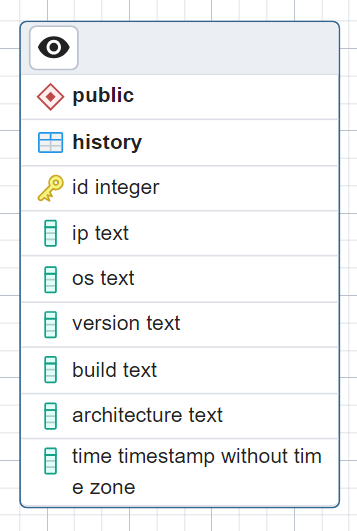 public
history
id integer
ip text
os text
version text
build text
architecture text
time timestamp without tim
e zone